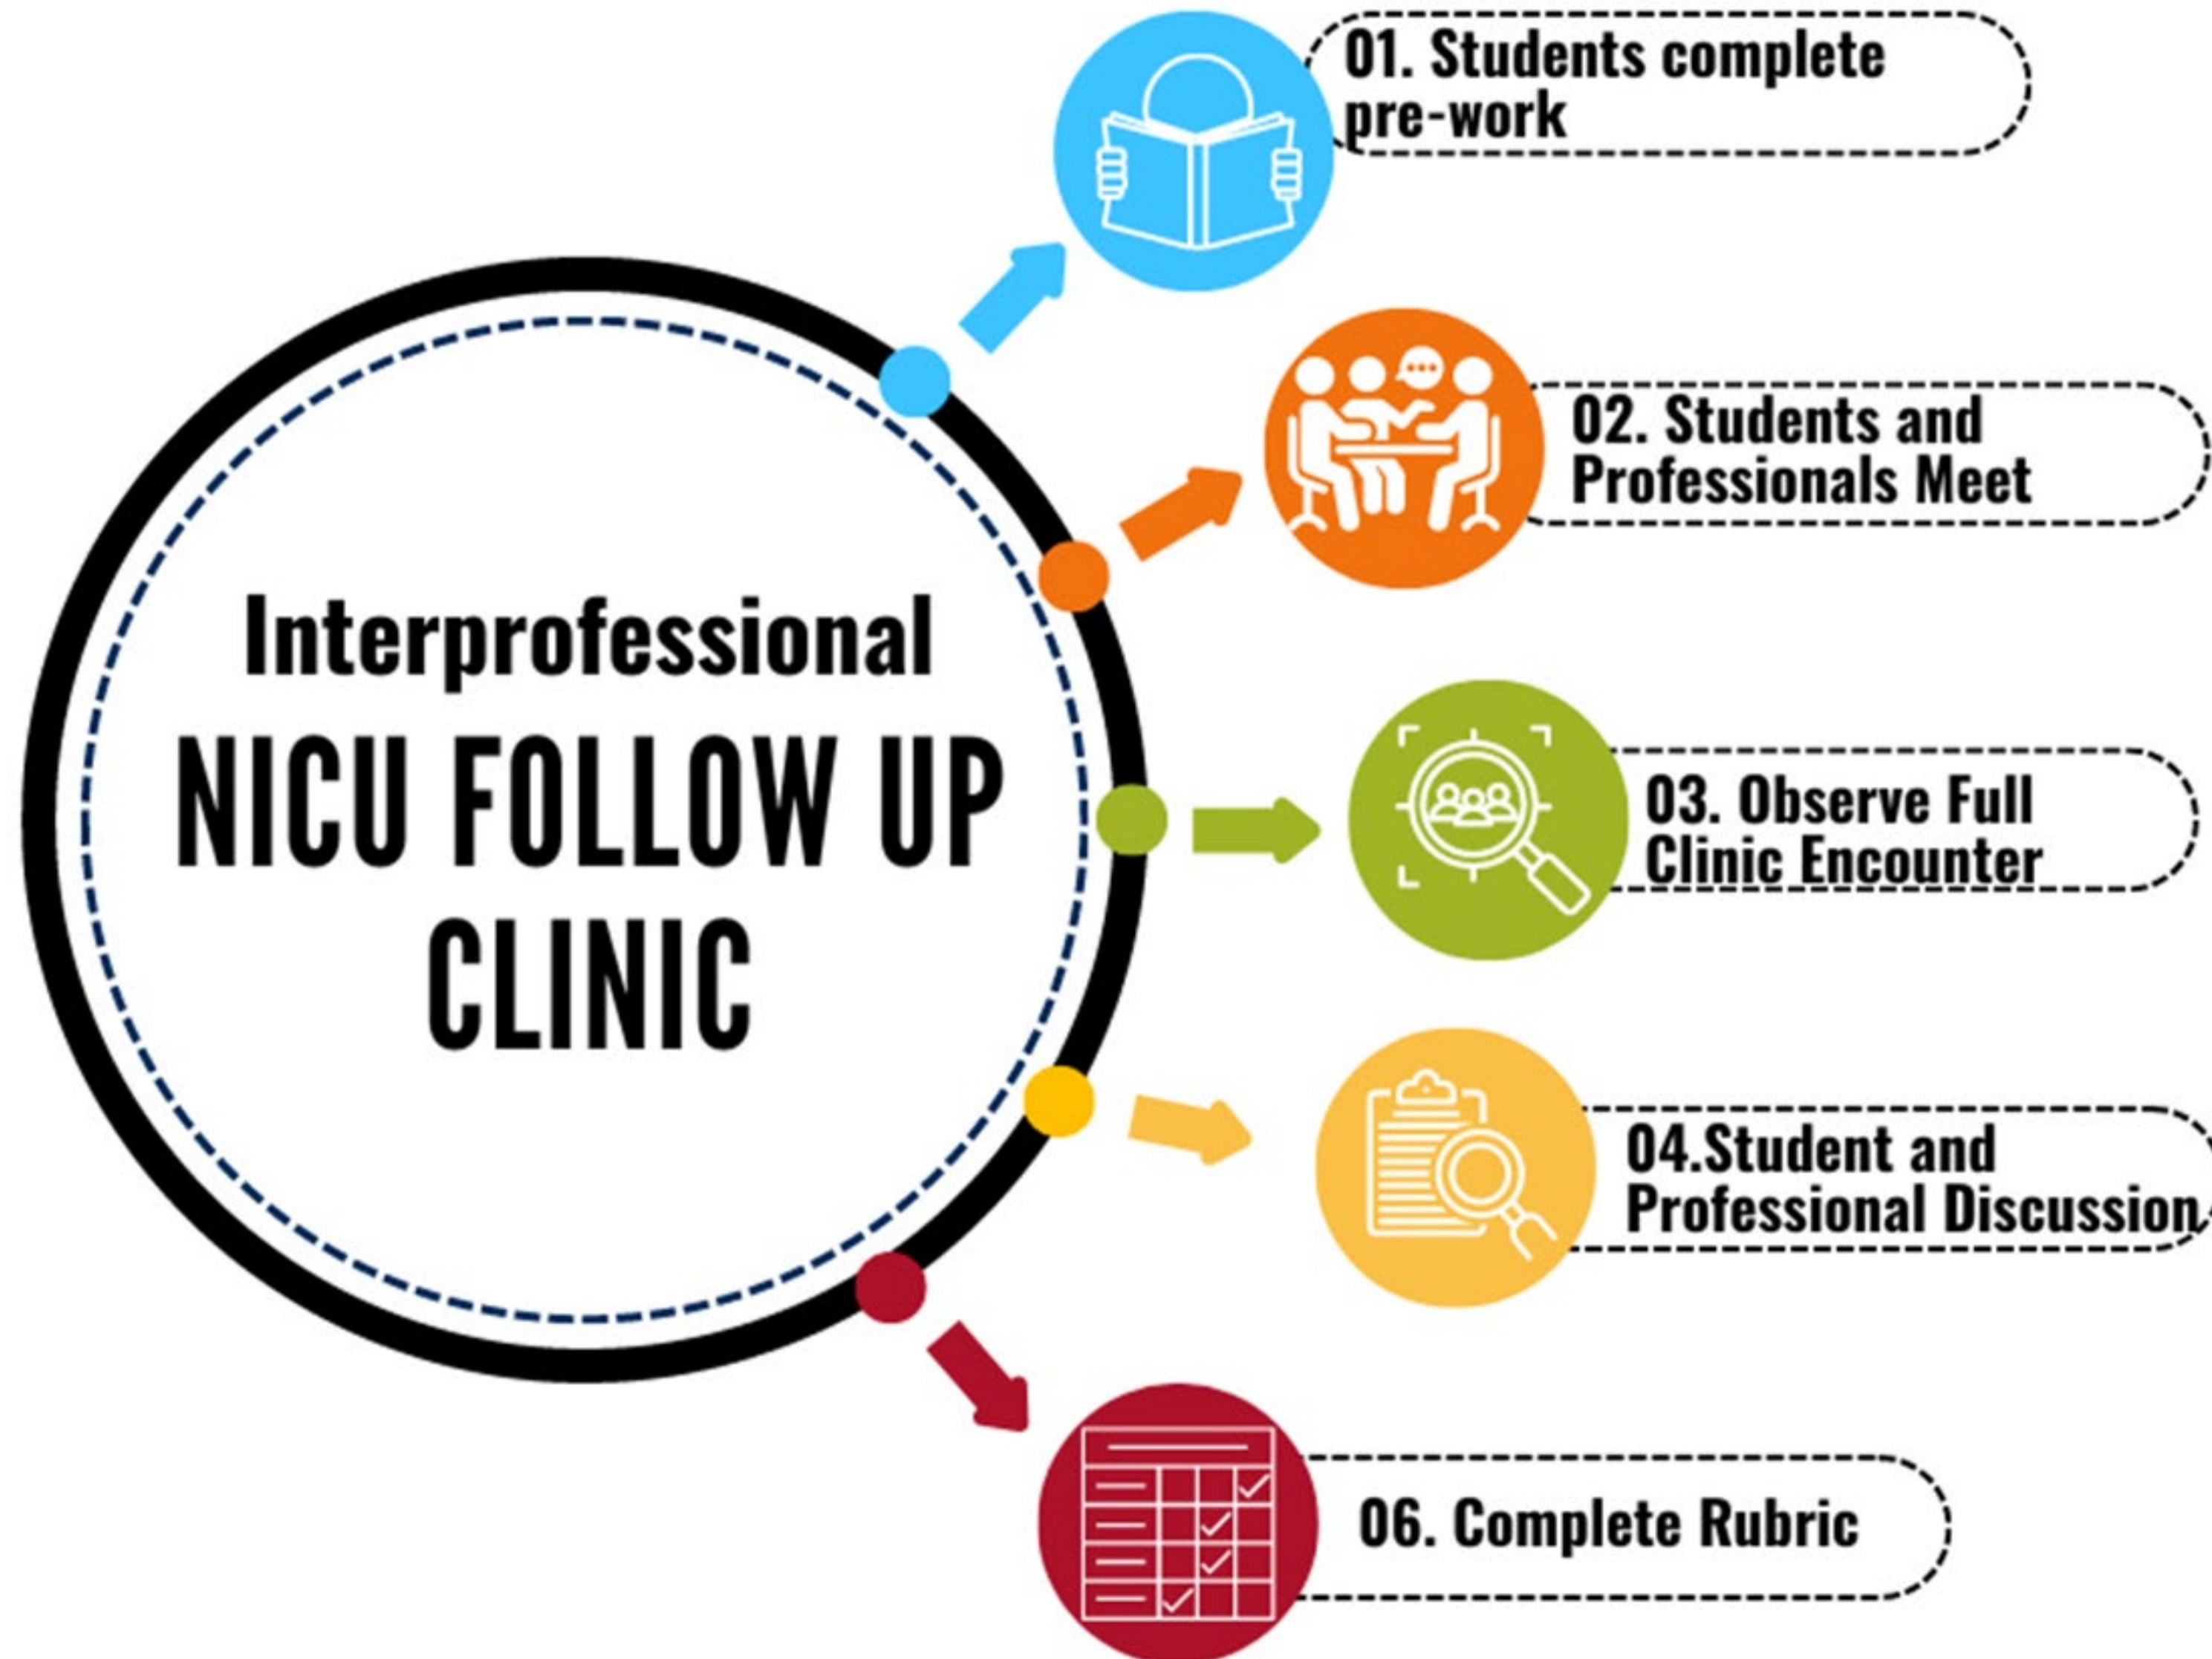 Interprofessional
NICU FOLLOW UP
CLINIC
01. Students complete
pre-work
02. Students and
Professionals Meet
03. Observe Full
Clinic Encounter
04.Student and
Professional Discussion
06. Complete Rubric